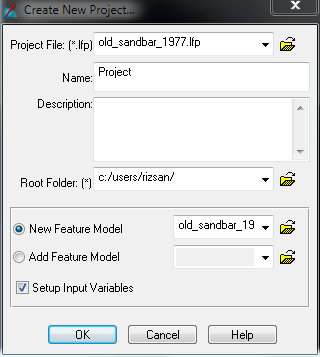 Create New Project...
Project File: (*.lfp) old_sandbar_1977.lfp
Name: Project
Description:
Root Folder: (*) c:/users/rizsan/
New Feature Model old_sandbar_19
Add Feature Model
Setup Input Variables
OK Cancel Help